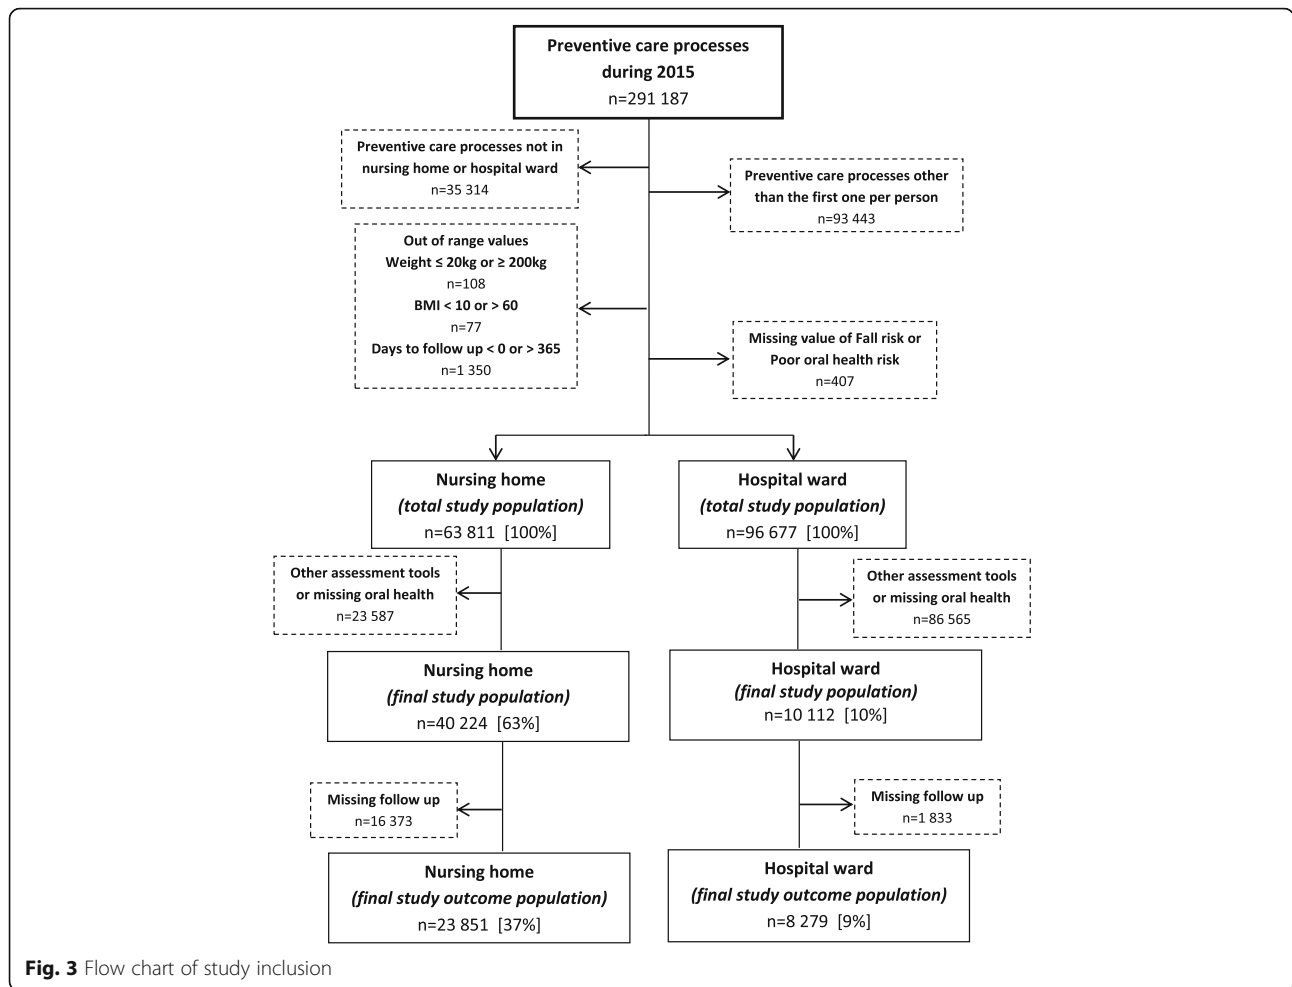 Preventive care processes
during 2015
n=291 187
Preventive care processes not in
nursing home or hospital ward
n=35 314
Preventive care processes other
than the first one per person
n=93 443
Out of range values
Weight ≤ 20kg or ≥ 200kg
n=108
BMI < 10 or > 60
n=77
Days to follow up < 0 or > 365
n=1 350
Missing value of Fall risk or
Poor oral health risk
n=407
Nursing home
(total study population)
n=63 811 [100%]
Hospital ward
(total study population)
n=96 677 [100%]
Other assessment tools
or missing oral health
n=23 587
Other assessment tools
or missing oral health
n=86 565
Nursing home
(final study population)
n=40 224 [63%]
Hospital ward
(final study population)
n=10 112 [10%]
Missing follow up
n=16 373
Missing follow up
n=1 833
Nursing home
(final study outcome population)
n=23 851 [37%]
Hospital ward
(final study outcome population)
n=8 279 [9%]
Fig. 3 Flow chart of study inclusion